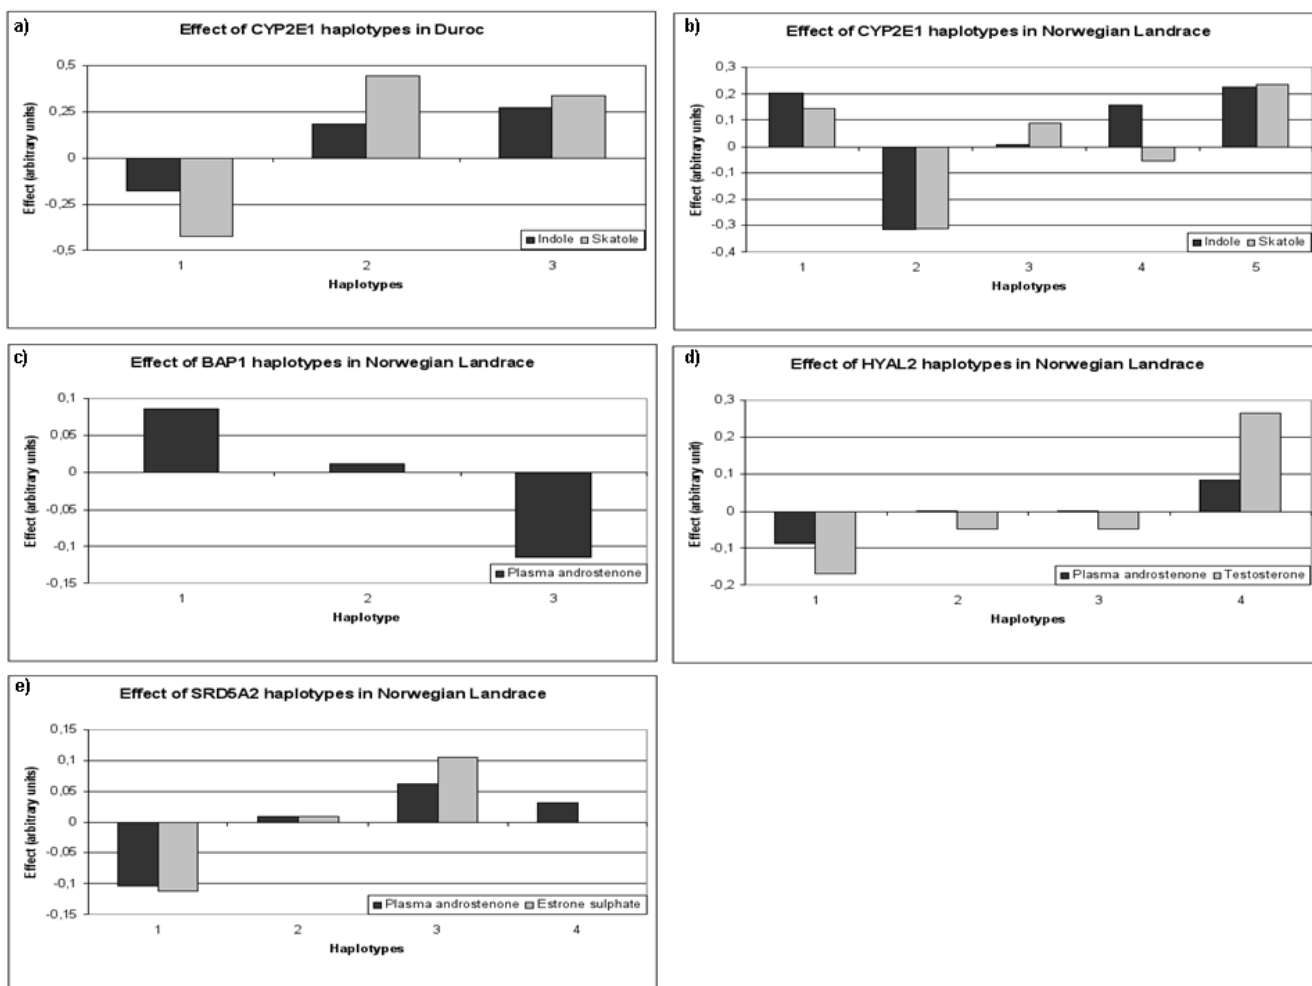 a)
Effect of CYP2E1 haplotypes in Duroc
0,5
0,25
0
-0,25
-0,5
Effect (arbitrary units)
Indole Skatole
1 2 3
Haplotypes
b)
Effect of CYP2E1 haplotypes in Norwegian Landrace
0,3
0,2
0,1
0
-0,1
-0,2
-0,3
-0,4
Effect (arbitrary units)
Indole Skatole
1 2 3 4 5
Haplotypes
c)
Effect of BAP1 haplotypes in Norwegian Landrace
0,1
0,05
0
-0,05
-0,1
-0,15
Effect (arbitrary units)
Plasma androstenone
1 2 3
Haplotype
d)
Effect of HYAL2 haplotypes in Norwegian Landrace
0,3
0,2
0,1
0
-0,1
-0,2
Effect (arbitrary unit)
Plasma androstenone Testosterone
1 2 3 4
Haplotypes
e)
Effect of SRD5A2 haplotypes in Norwegian Landrace
0,15
0,1
0,05
0
-0,05
-0,1
-0,15
Effect (arbitrary units)
Plasma androstenone Estrone sulphate
1 2 3 4
Haplotypes